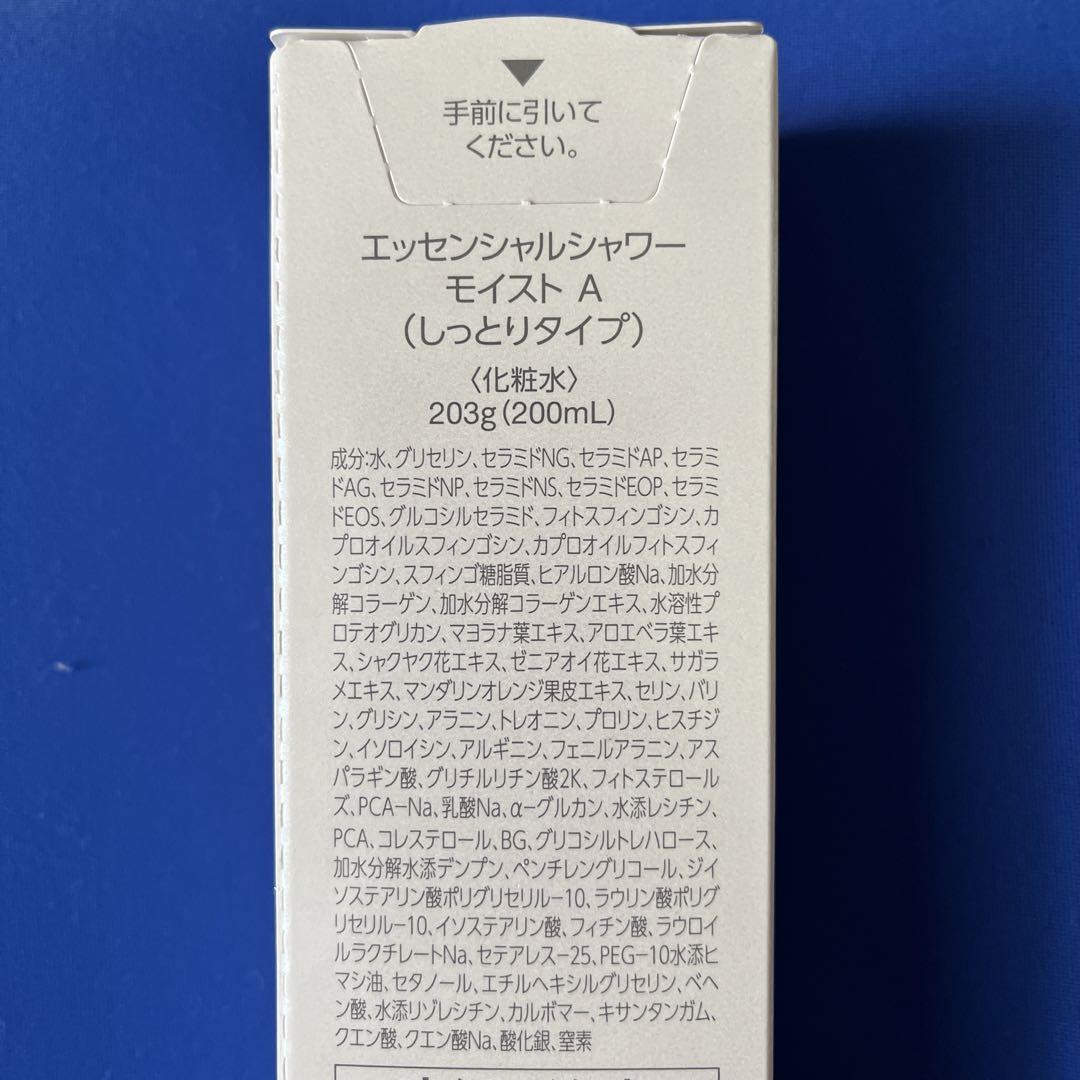 ▼
手前に引いて
ください。
エッセンシャルシャワー
モイスト A
(しっとりタイプ)
〈化粧水〉
203g(200mL)
成分:水、グリセリン、セラミドNG、セラミドAP、セラミ
ドAG、セラミドNP、セラミドNS、セラミドEOP、セラミ
ドEOS、グルコシルセラミド、フィトスフィンゴシン、カ
プロオイルスフィンゴシン、カプロオイルフィトスフィ
ンゴシン、スフィンゴ糖脂質、ヒアルロン酸Na、加水分
解コラーゲン、加水分解コラーゲンエキス、水溶性プ
ロテオグリカン、マヨラナ葉エキス、アロエベラ葉エキ
ス、シャクヤク花エキス、ゼニアオイ花エキス、サガラ
メエキス、マンダリンオレンジ果皮エキス、セリン、バリ
ン、グリシン、アラニン、トレオニン、プロリン、ヒスチジ
ン、イソロイシン、アルギニン、フェニルアラニン、アス
パラギン酸、グリチルリチン酸2K、フィトステロール
ズ、PCA-Na、乳酸Na、α-グルカン、水添レシチン、
PCA、コレステロール、BG、グリコシルトレハロース、
加水分解水添デンプン、ペンチレングリコール、ジイ
ソステアリン酸ポリグリセリル-10、ラウリン酸ポリグ
リセリル-10、イソステアリン酸、フィチン酸、ラウロイ
ルラクチレートNa、セテアレス-25、PEG-10水添ヒ
マシ油、セタノール、エチルヘキシルグリセリン、ベヘ
ン酸、水添リゾレシチン、カルボマー、キサンタンガム、
クエン酸、クエン酸Na、酸化銀、窒素